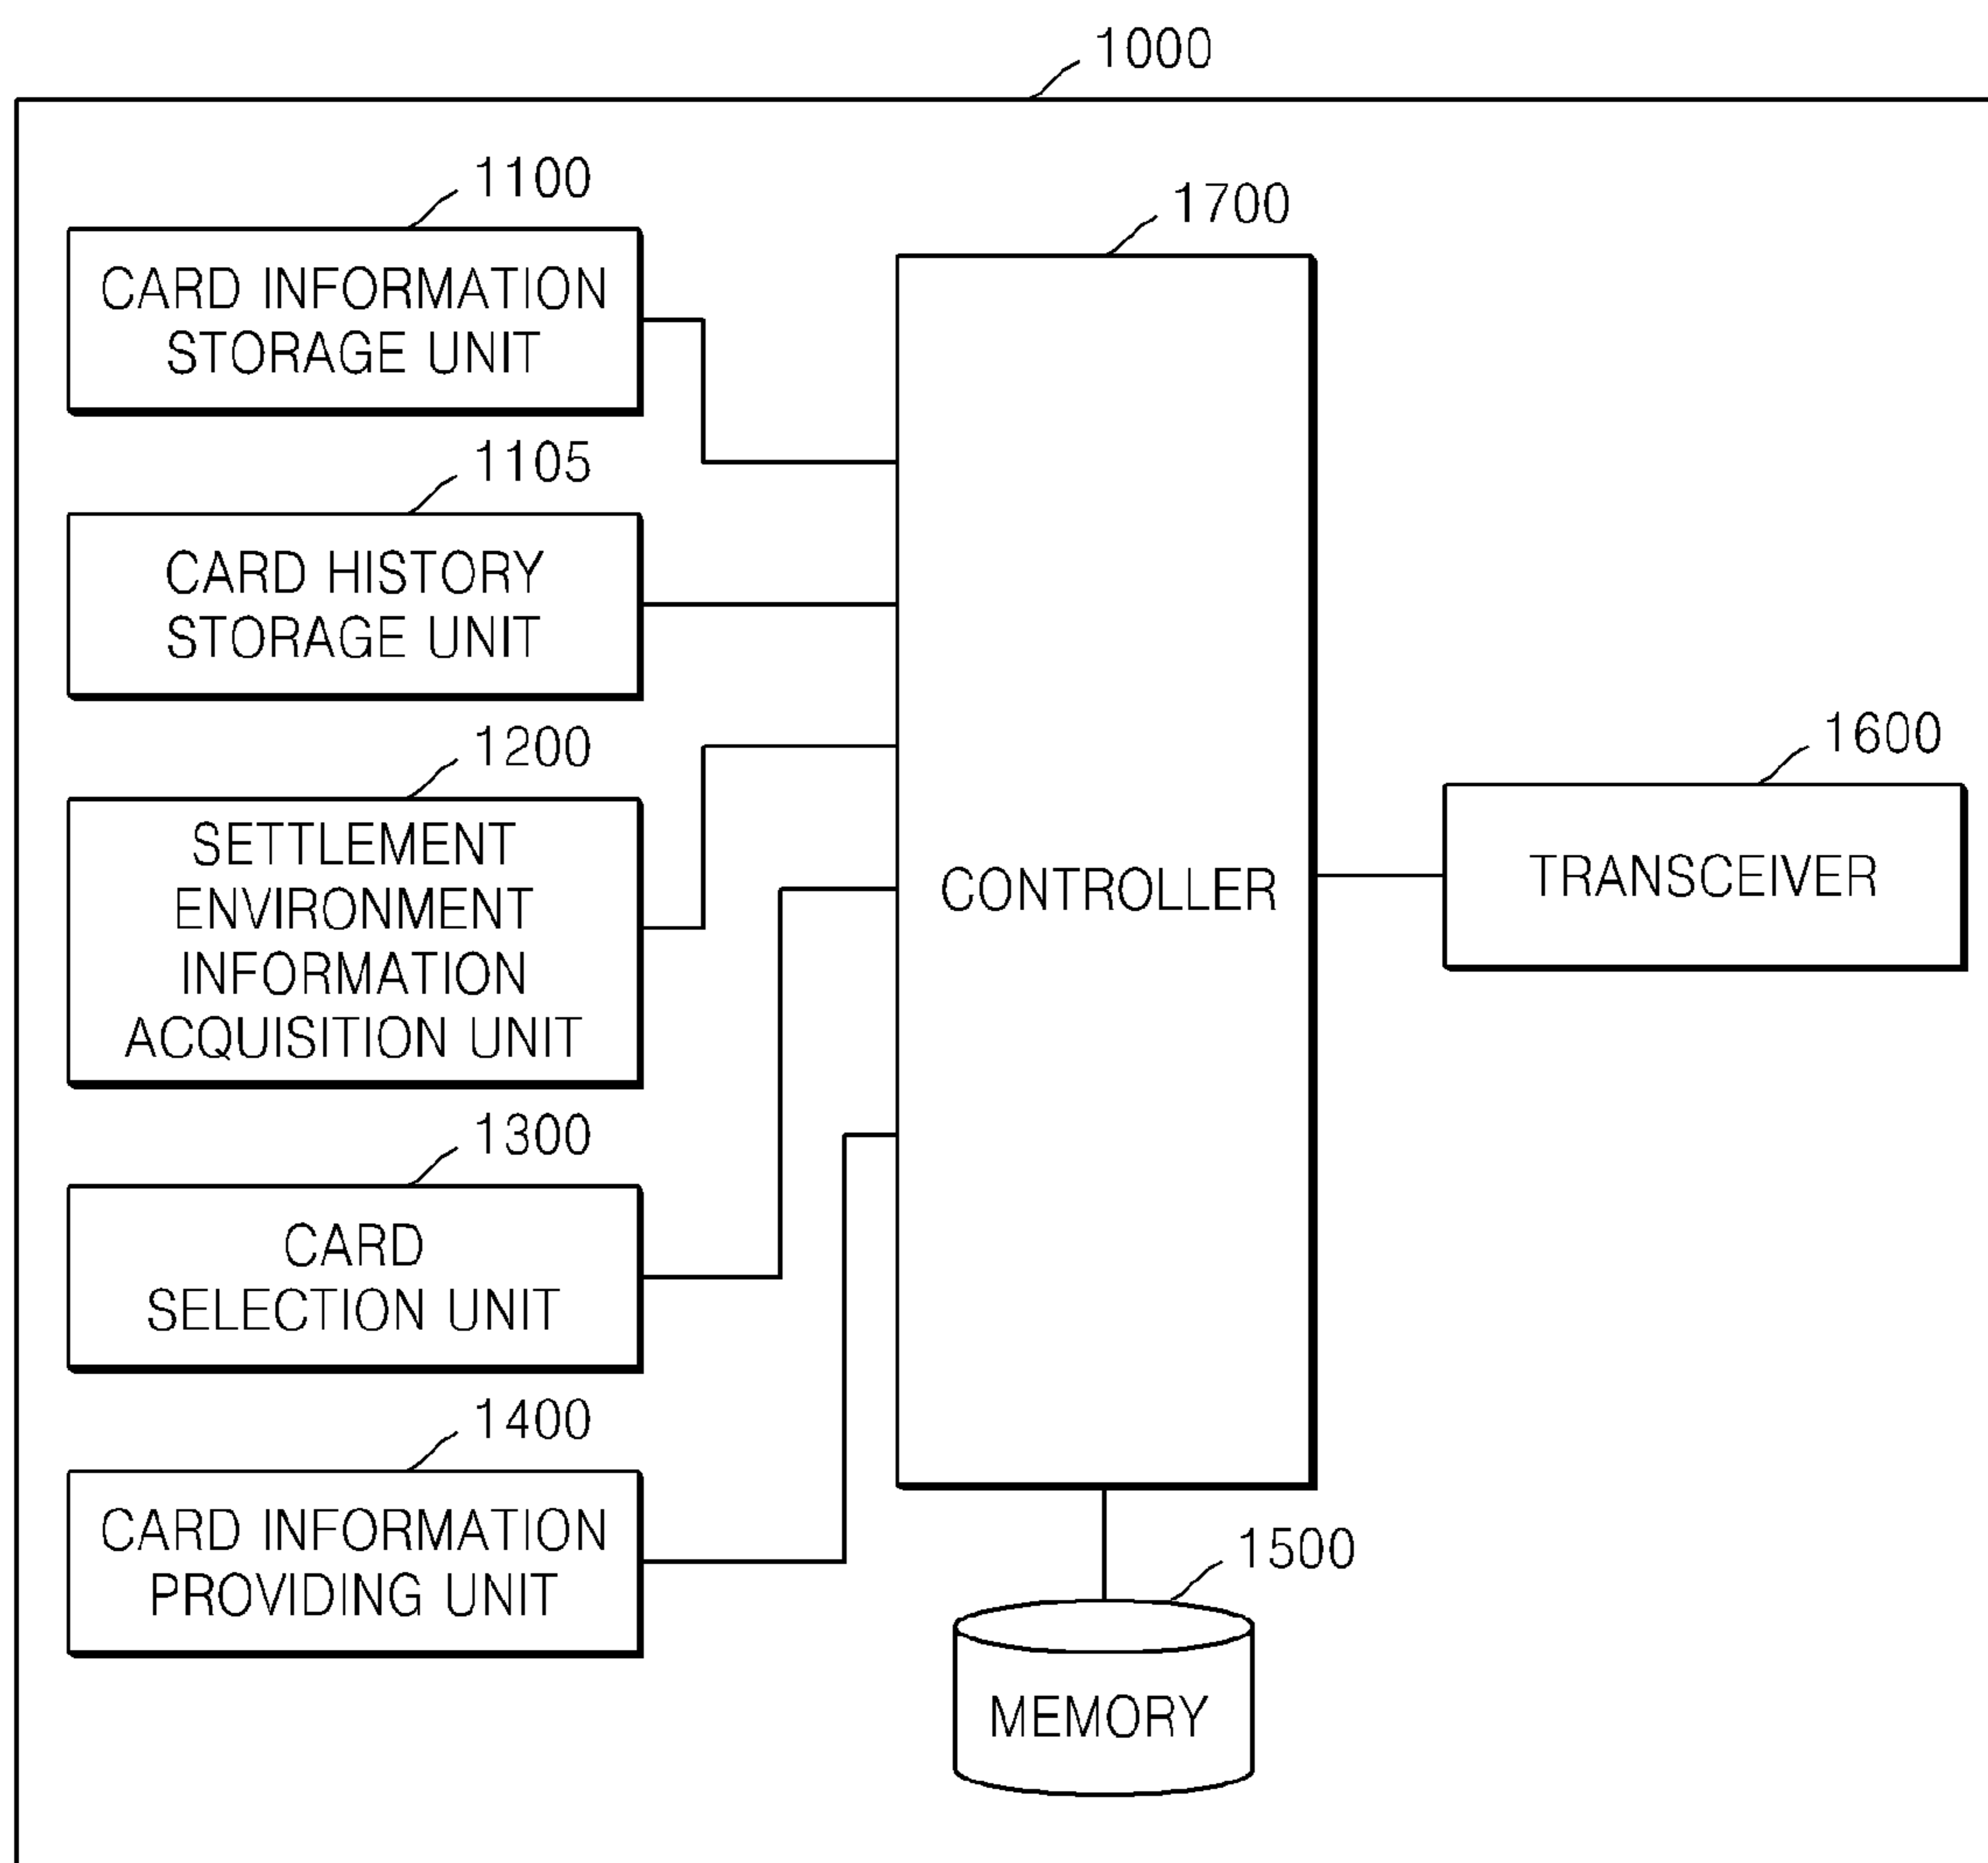 1000
1100
CARD INFORMATION
STORAGE UNIT
1105
CARD HISTORY
STORAGE UNIT
1200
SETTLEMENT
ENVIRONMENT
INFORMATION
ACQUISITION UNIT
1300
CARD
SELECTION UNIT
1400
CARD INFORMATION
PROVIDING UNIT
1700
CONTROLLER
1600
TRANSCEIVER
1500
MEMORY